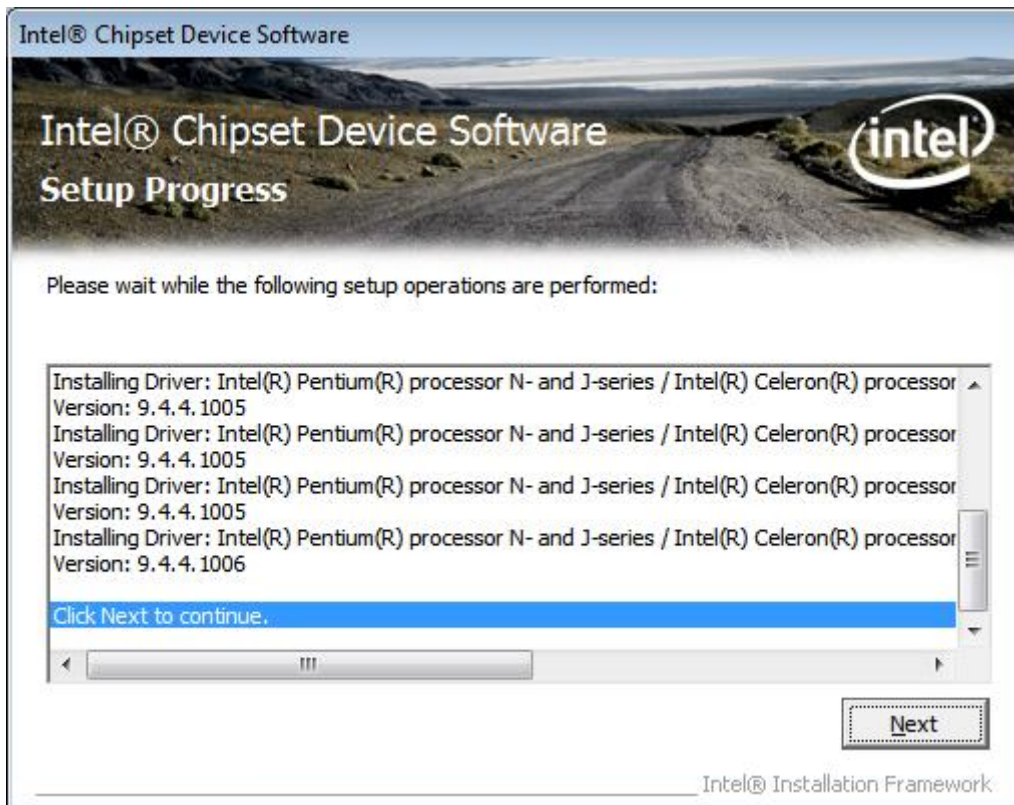 Intel® Chipset Device Software
Intel® Chipset Device Software
intel
Setup Progress
Please wait while the following setup operations are performed:
Installing Driver: Intel(R) Pentium(R) processor N- and J-series / Intel(R) Celeron(R) processor
Version: 9.4.4.1005
Installing Driver: Intel(R) Pentium(R) processor N- and J-series / Intel(R) Celeron(R) processor
Version: 9.4.4.1005
Installing Driver: Intel(R) Pentium(R) processor N- and J-series / Intel(R) Celeron(R) processor
Version: 9.4.4.1005
Installing Driver: Intel(R) Pentium(R) processor N- and J-series / Intel(R) Celeron(R) processor
Version: 9.4.4.1006
Click Next to continue.
Next
Intel® Installation Framework